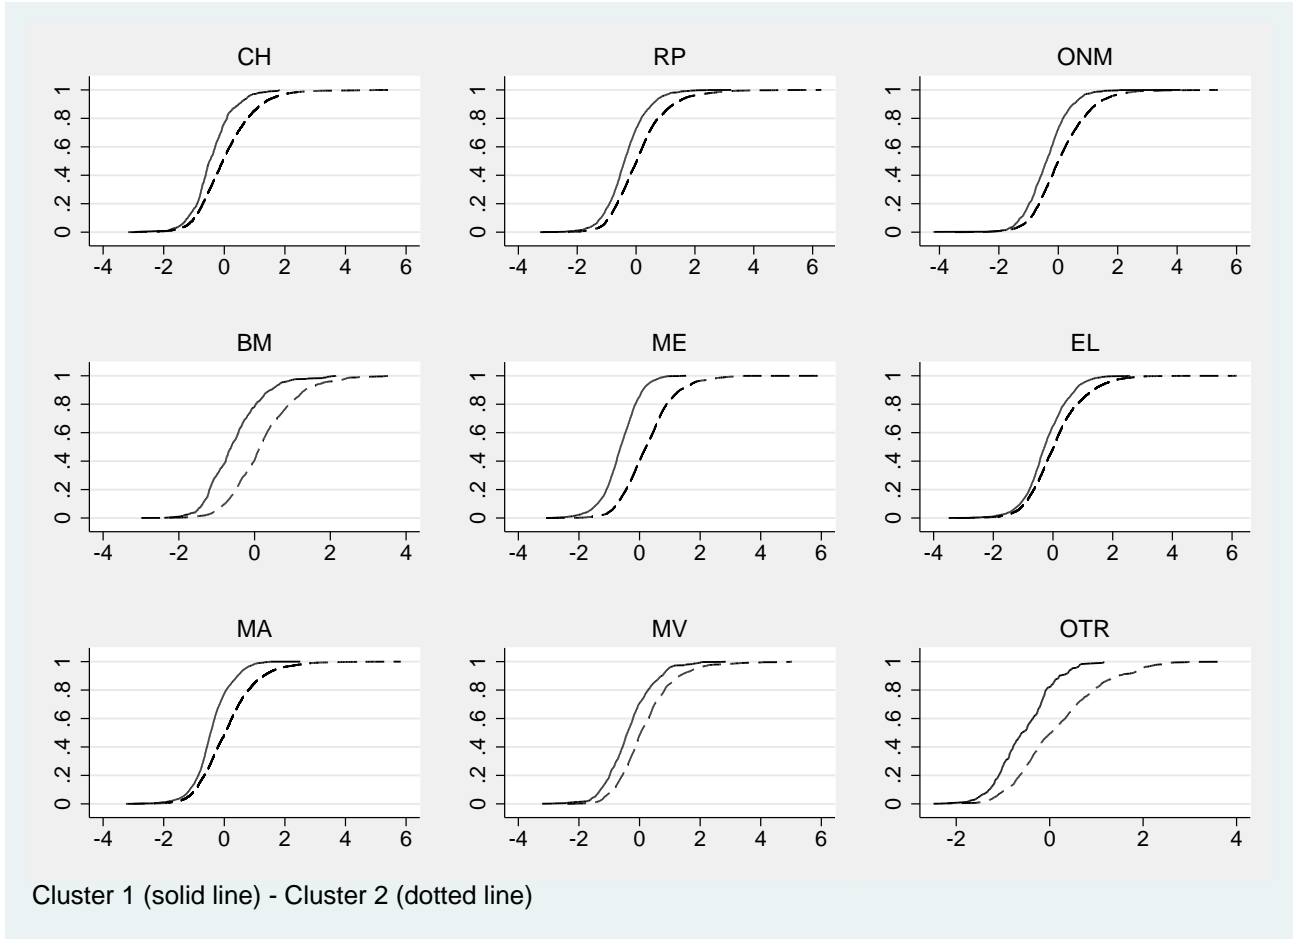 CH RP ONM
1 1 1
.8 .8 .8
.6 .6 .6
.4 .4 .4
.2 .2 .2
0 0 0
-4 -2 0 2 4 6 -4 -2 0 2 4 6 -4 -2 0 2 4 6
BM ME EL
1 1 1
.8 .8 .8
.6 .6 .6
.4 .4 .4
.2 .2 .2
0 0 0
-4 -2 0 2 4 -4 -2 0 2 4 6 -4 -2 0 2 4 6
MA MV OTR
1 1 1
.8 .8 .8
.6 .6 .6
.4 .4 .4
.2 .2 .2
0 0 0
-4 -2 0 2 4 6 -4 -2 0 2 4 6 -2 0 2 4
Cluster 1 (solid line) - Cluster 2 (dotted line)